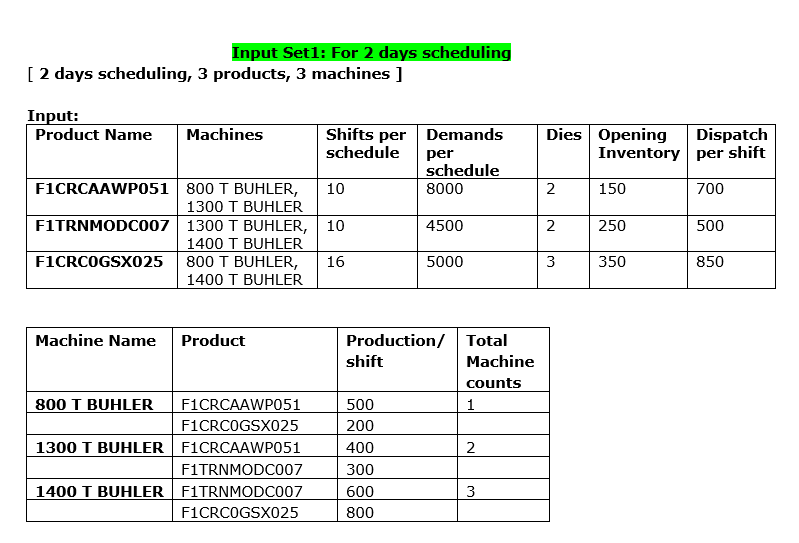 Input Set1: For 2 days scheduling
[ 2 days scheduling, 3 products, 3 machines ]
Input:
Product Name Machines Shifts per schedule Demands per schedule Dies Opening Inventory Dispatch per shift
F1CRCAAWP051 800 T BUHLER, 1300 T BUHLER 10 8000 2 150 700
F1TRNMODC007 1300 T BUHLER, 1400 T BUHLER 10 4500 2 250 500
F1CRC0GSX025 800 T BUHLER, 1400 T BUHLER 16 5000 3 350 850
Machine Name Product Production/ shift Total Machine counts
800 T BUHLER F1CRCAAWP051 500 1
F1CRC0GSX025 200
1300 T BUHLER F1CRCAAWP051 400 2
F1TRNMODC007 300
1400 T BUHLER F1TRNMODC007 600 3
F1CRC0GSX025 800